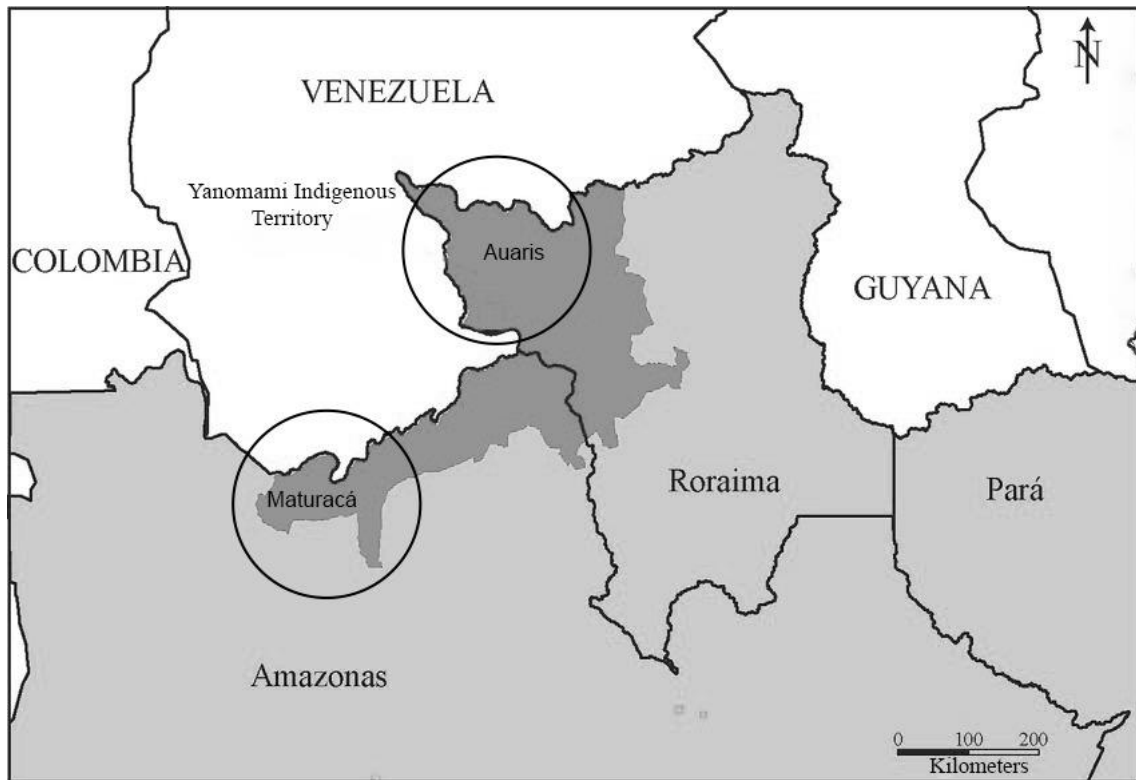 N
VENEZUELA
Yanomami Indigenous
Territory
Auaris
COLOMBIA
GUYANA
Maturacá
Roraima
Pará
Amazonas
0 100 200
Kilometers